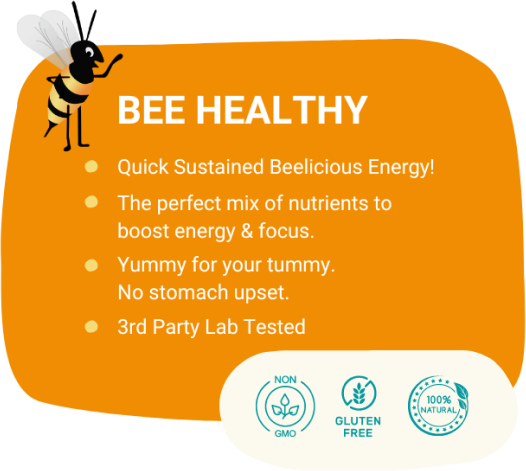 BEE HEALTHY
Quick Sustained Beelicious Energy!
The perfect mix of nutrients to
boost energy & focus.
Yummy for your tummy.
No stomach upset.
3rd Party Lab Tested
NON
GMO
GLUTEN
FREE
100%
NATURAL